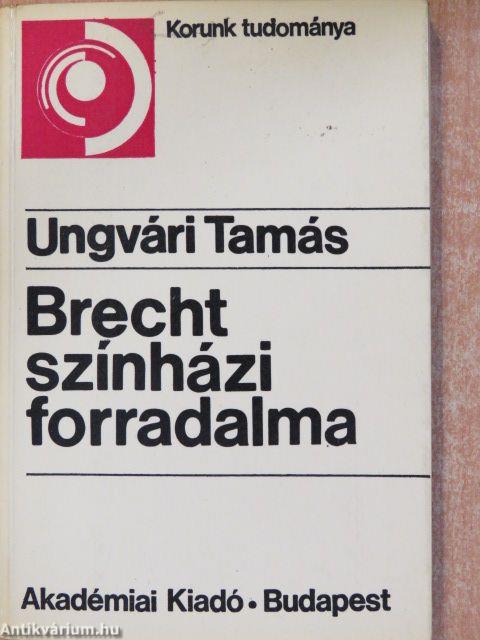 Korunk tudománya
Ungvári Tamás
Brecht
színházi
forradalma
Akadémiai Kiadó • Budapest
Antikvárium.hu